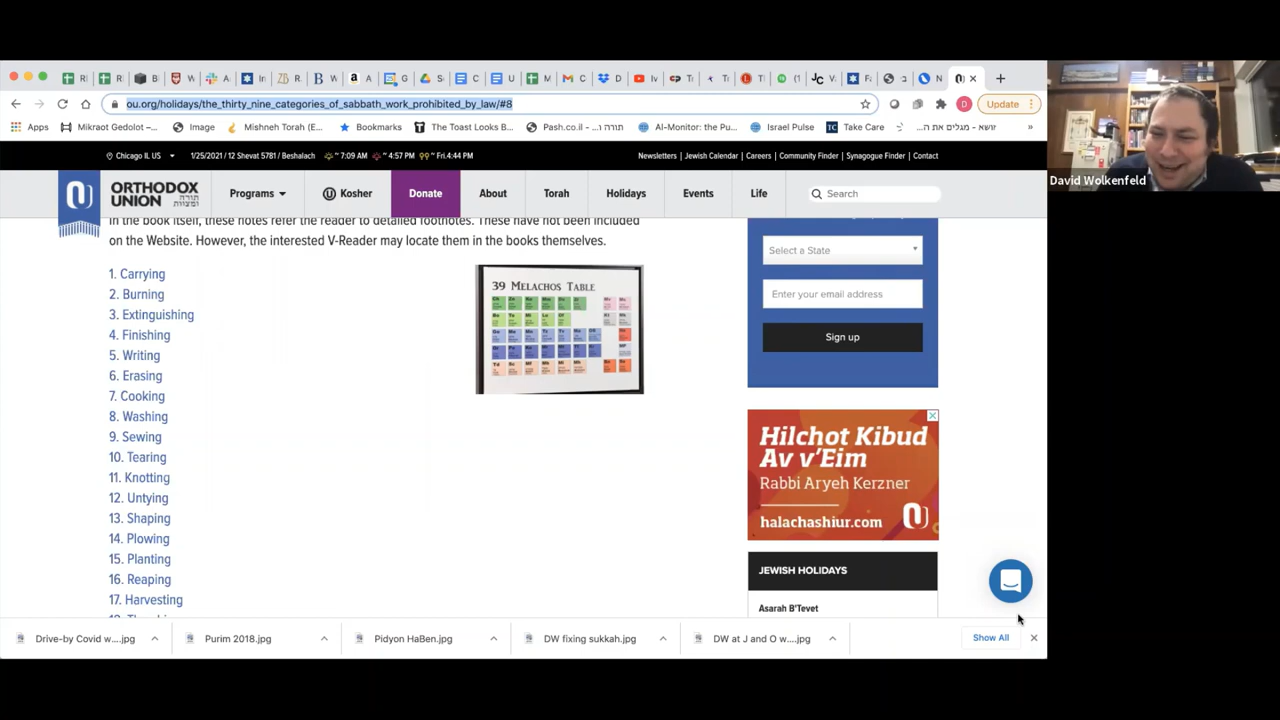 ou.org/holidays/the_thirty_nine_categories_of_sabbath_work_prohibited_by_law/#8
Update
Apps
Mikraot Gedolot –...
Image
Mishneh Torah (E...
Bookmarks
The Toast Looks B...
Pash.co.il – תורה ו...
Al-Monitor: the Pu...
Israel Pulse
Take Care
יושא - מגלים את ה...
Chicago IL US
1/25/2021 / 12 Shevat 5781 / Beshalach
~ 7:09 AM
~ 4:57 PM
~ Fri 4:44 PM
Newsletters | Jewish Calendar | Careers | Community Finder | Synagogue Finder | Contact
ORTHODOX UNION
תורה ומצוות
Programs
Kosher
Donate
About
Torah
Holidays
Events
Life
Search
David Wolkenfeld
In the book itself, these notes refer the reader to detailed footnotes. These have not been included
on the Website. However, the interested V-Reader may locate them in the books themselves.
1. Carrying
2. Burning
3. Extinguishing
4. Finishing
5. Writing
6. Erasing
7. Cooking
8. Washing
9. Sewing
10. Tearing
11. Knotting
12. Untying
13. Shaping
14. Plowing
15. Planting
16. Reaping
17. Harvesting
39 MELACHOS TABLE
Select a State
Enter your email address
Sign up
Hilchot Kibud
Av v'Eim
Rabbi Aryeh Kerzner
halachashiur.com
JEWISH HOLIDAYS
Asarah B'Tevet
Drive-by Covid w....jpg
Purim 2018.jpg
Pidyon HaBen.jpg
DW fixing sukkah.jpg
DW at J and O w....jpg
Show All